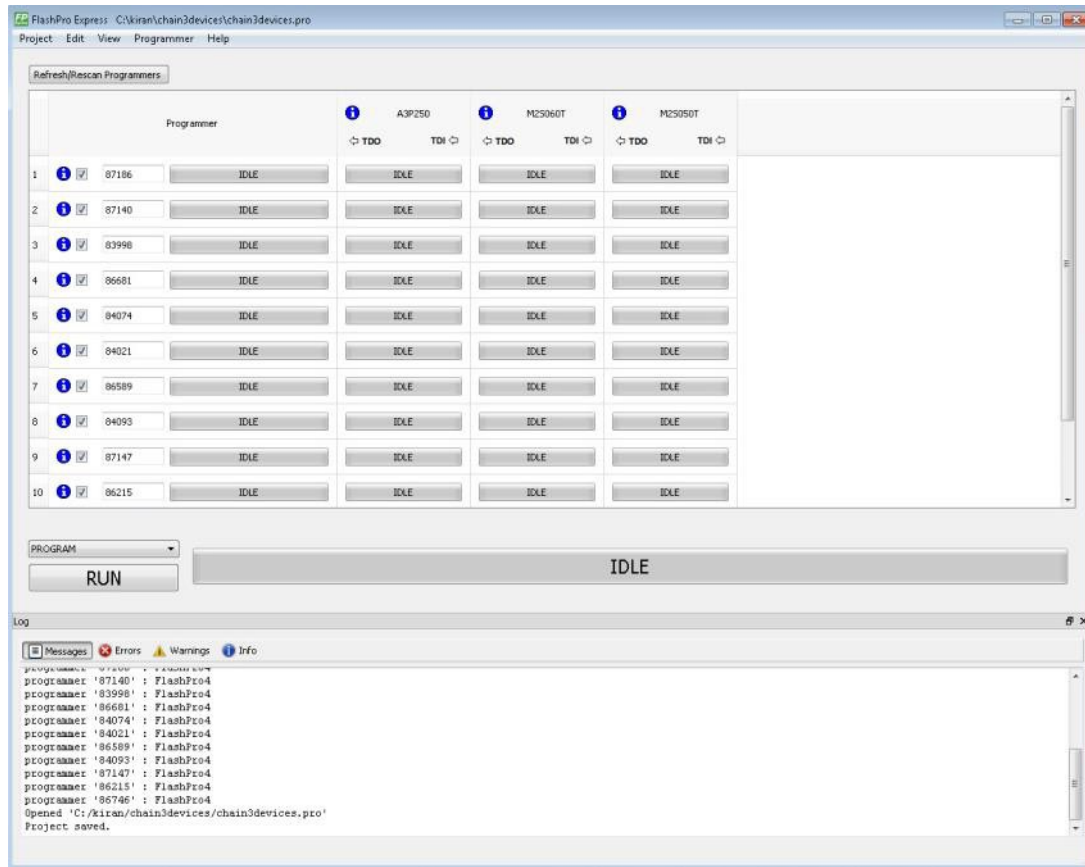 FlashPro Express C:\kiran\chain3devices\chain3devices.pro
Project Edit View Programmer Help
Refresh/Rescan Programmers
Programmer A3P250 M2S060T M2S050T
TDO TDI TDO TDI TDO TDI
1 87186 IDLE IDLE IDLE IDLE
2 87140 IDLE IDLE IDLE IDLE
3 83998 IDLE IDLE IDLE IDLE
4 86681 IDLE IDLE IDLE IDLE
5 84074 IDLE IDLE IDLE IDLE
6 84021 IDLE IDLE IDLE IDLE
7 86589 IDLE IDLE IDLE IDLE
8 84093 IDLE IDLE IDLE IDLE
9 87147 IDLE IDLE IDLE IDLE
10 86215 IDLE IDLE IDLE IDLE
PROGRAM
RUN IDLE
Log
Messages Errors Warnings Info
programmer '87140' : FlashPro4
programmer '83998' : FlashPro4
programmer '86681' : FlashPro4
programmer '84074' : FlashPro4
programmer '84021' : FlashPro4
programmer '86589' : FlashPro4
programmer '84093' : FlashPro4
programmer '87147' : FlashPro4
programmer '86215' : FlashPro4
programmer '86746' : FlashPro4
Opened 'C:/kiran/chain3devices/chain3devices.pro'
Project saved.